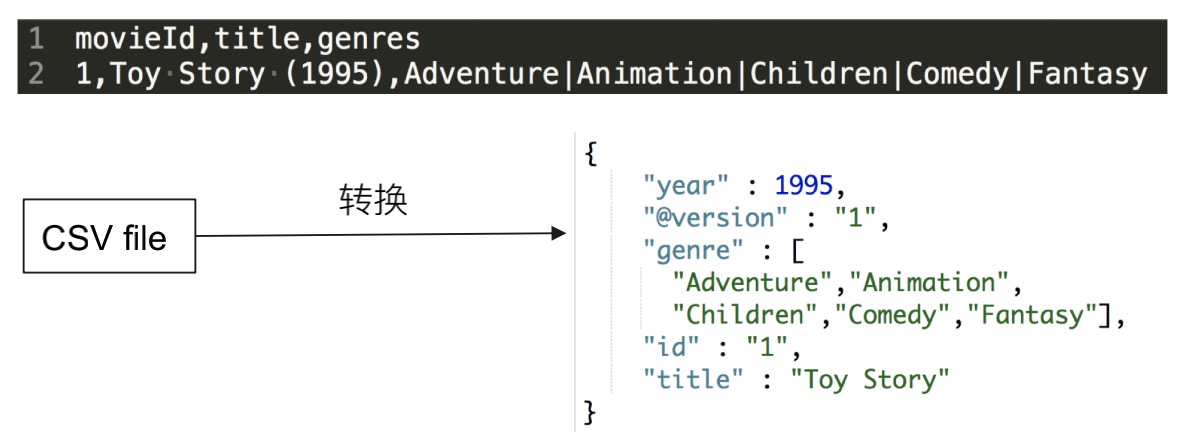 1 movieId,title,genres
2 1,Toy·Story·(1995),Adventure|Animation|Children|Comedy|Fantasy
转换
CSV file
{
"year" : 1995,
"@version" : "1",
"genre" : [
"Adventure","Animation",
"Children","Comedy","Fantasy"],
"id" : "1",
"title" : "Toy Story"
}